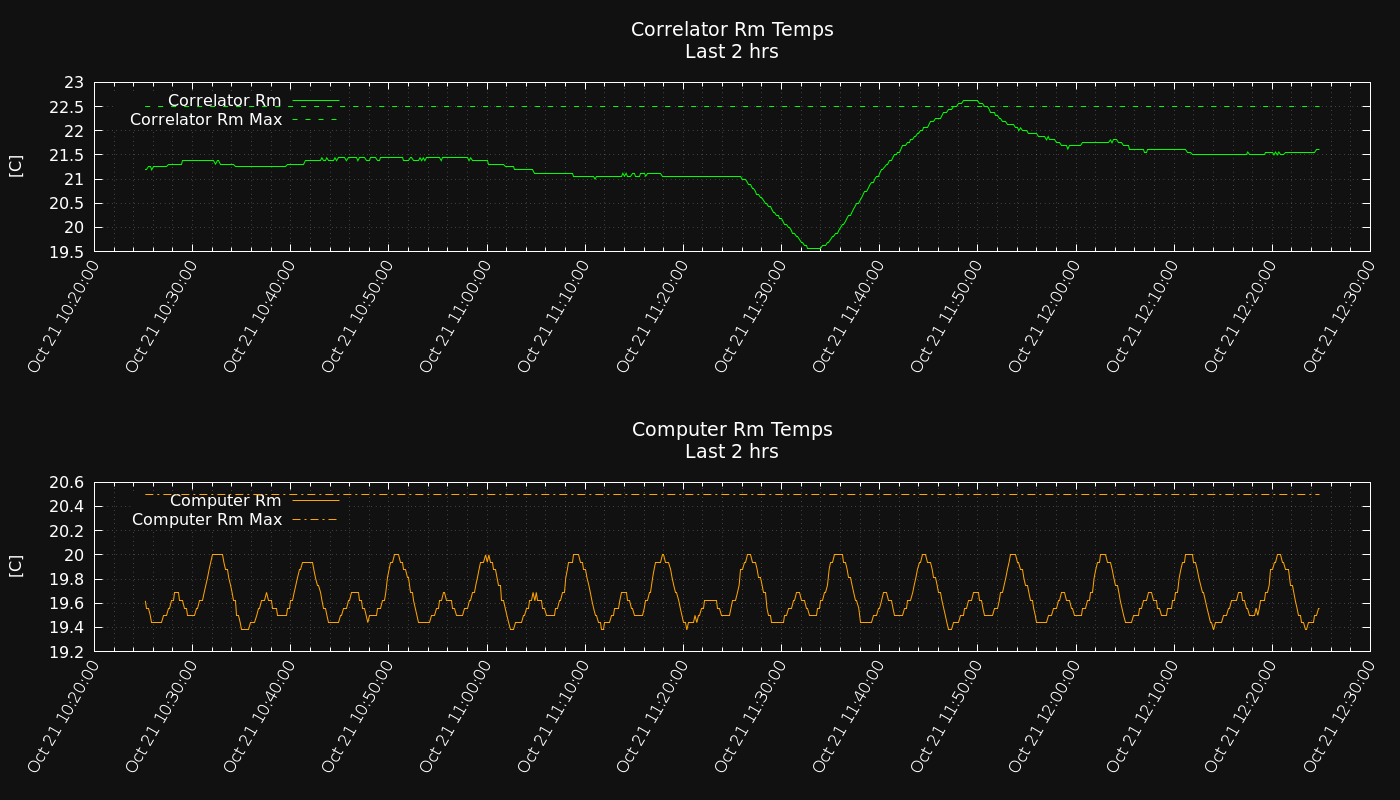 Correlator Rm Temps
Last 2 hrs
23
22.5
22
21.5
21
20.5
20
19.5
[C]
Correlator Rm
Correlator Rm Max
Oct 21 10:20:00
Oct 21 10:30:00
Oct 21 10:40:00
Oct 21 10:50:00
Oct 21 11:00:00
Oct 21 11:10:00
Oct 21 11:20:00
Oct 21 11:30:00
Oct 21 11:40:00
Oct 21 11:50:00
Oct 21 12:00:00
Oct 21 12:10:00
Oct 21 12:20:00
Oct 21 12:30:00
Computer Rm Temps
Last 2 hrs
20.6
20.4
20.2
20
19.8
19.6
19.4
19.2
[C]
Computer Rm
Computer Rm Max
Oct 21 10:20:00
Oct 21 10:30:00
Oct 21 10:40:00
Oct 21 10:50:00
Oct 21 11:00:00
Oct 21 11:10:00
Oct 21 11:20:00
Oct 21 11:30:00
Oct 21 11:40:00
Oct 21 11:50:00
Oct 21 12:00:00
Oct 21 12:10:00
Oct 21 12:20:00
Oct 21 12:30:00